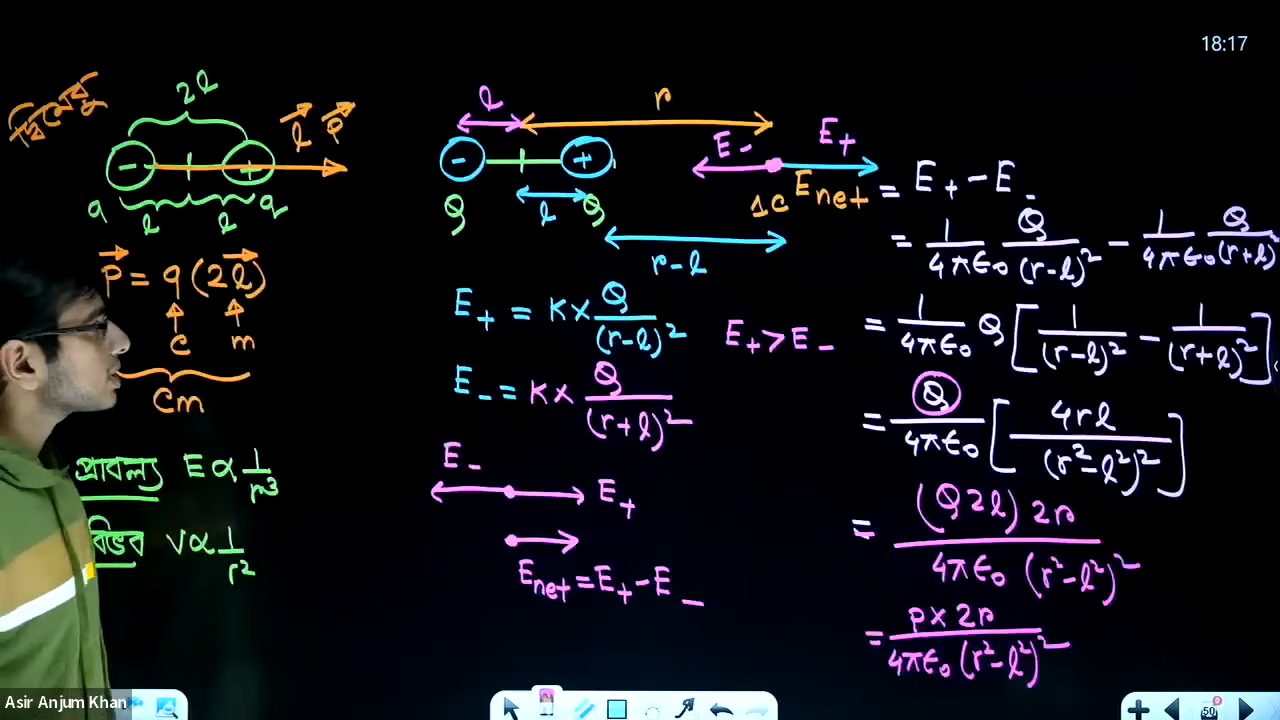 18:17
দ্বিমেরু
2l
l⃗ P⃗
- +
q l l q
P⃗ = q (2l⃗)
c m
Cm
প্রাবল্য E ∝ 1/r³
বিভব V ∝ 1/r²
l r
- +
Q l Q
E- E+
1C Enet
r-l
E+ = K × Q/(r-l)²
E+ > E-
E- = K × Q/(r+l)²
E- E+
Enet = E+ - E-
= E+ - E-
= 1/4πϵ₀ Q/(r-l)² - 1/4πϵ₀ Q/(r+l)
= 1/4πϵ₀ Q [1/(r-l)² - 1/(r+l)²]
= Q/4πϵ₀ [4rl/(r²-l²)²]
= (Q2l) 2r/4πϵ₀ (r²-l²)²
= P × 2r/4πϵ₀ (r²-l²)²
Asir Anjum Khan
50